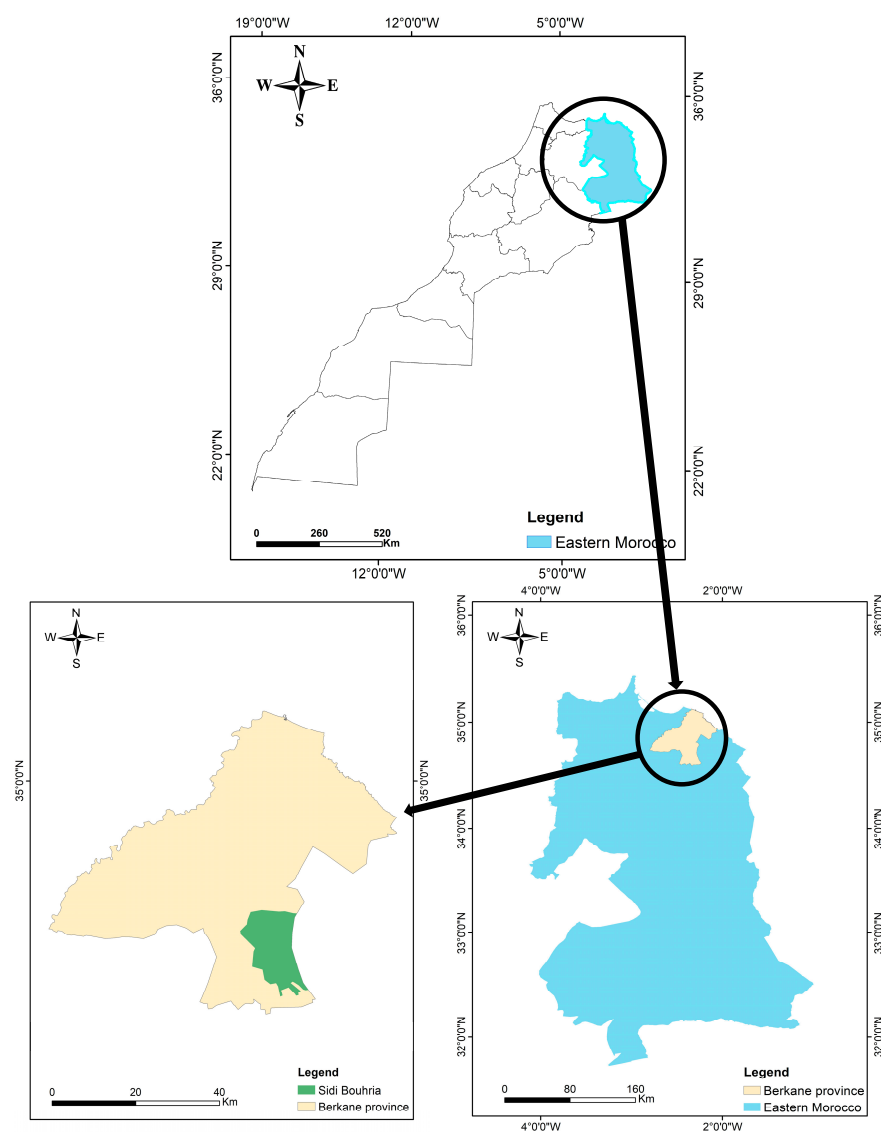 19°0'0"W 12°0'0"W 5°0'0"W
36°0'0"N
N
W E
S
36°0'0"N
29°0'0"N
29°0'0"N
22°0'0"N
22°0'0"N
Legend
Eastern Morocco
0 260 520
Km
12°0'0"W 5°0'0"W
N
W E
S
35°0'0"N
35°0'0"N
Legend
Sidi Bouhria
Berkane province
0 20 40
Km
4°0'0"W 2°0'0"W
N
W E
S
36°0'0"N
36°0'0"N
35°0'0"N
35°0'0"N
34°0'0"N
34°0'0"N
33°0'0"N
33°0'0"N
32°0'0"N
32°0'0"N
Legend
Berkane province
Eastern Morocco
0 80 160
Km
4°0'0"W 2°0'0"W